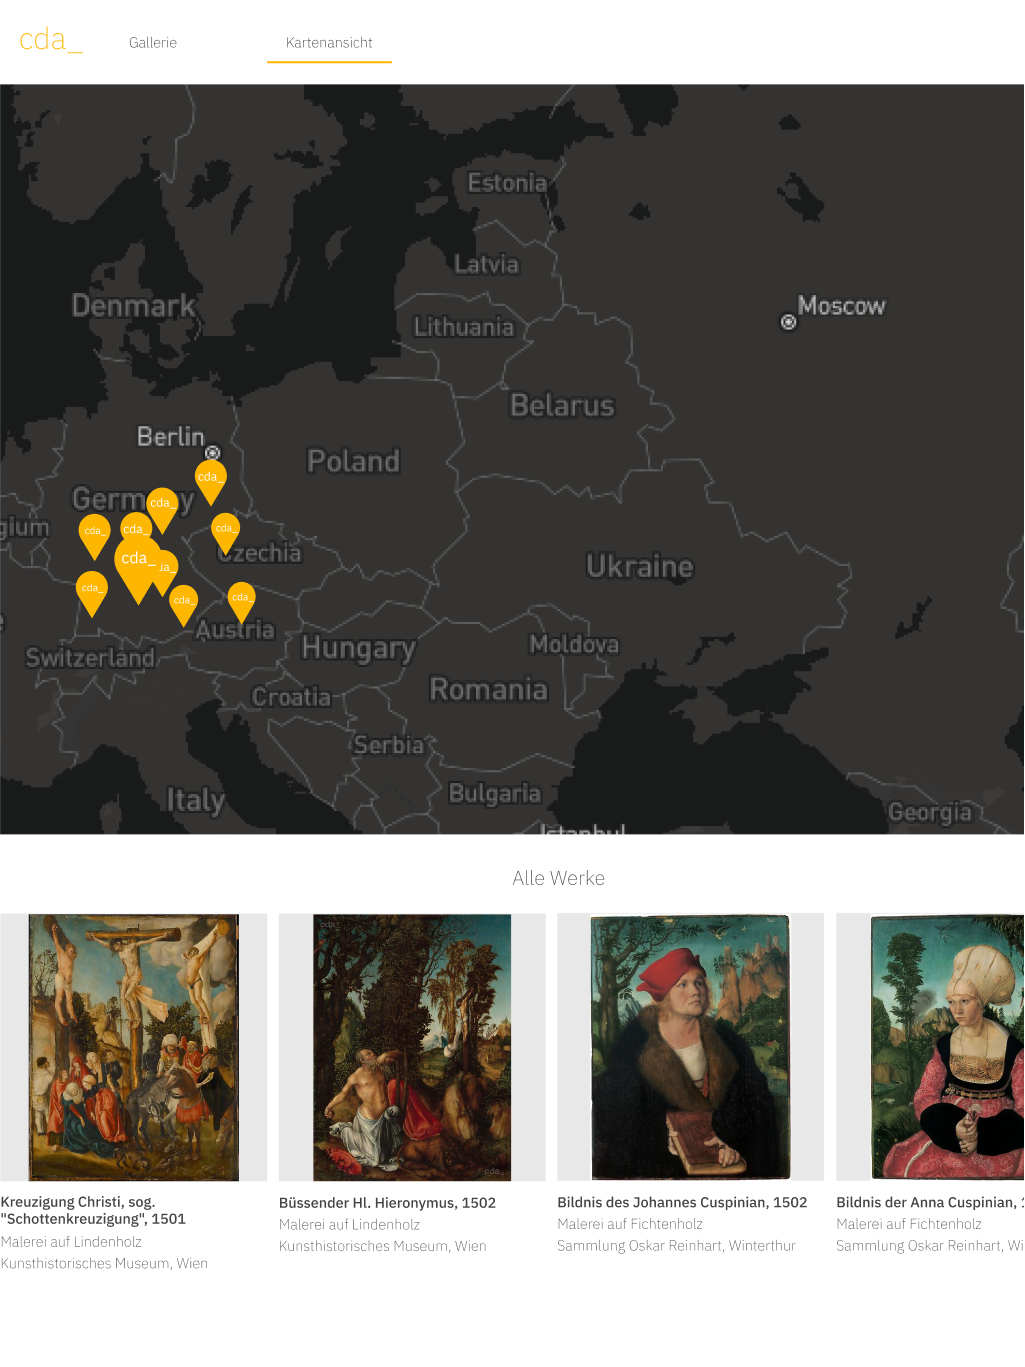 cda_
Gallerie
Kartenansicht
Estonia
Latvia
Denmark
Moscow
Lithuania
Belarus
Berlin
Poland
cda_
Germ y
cda_
gium
cda_
cda_
cda_
Czechia
cda_
Ukraine
cda_
cda_
cda_
Austria
Hungary
Moldova
Switzerland
Croatia
Romania
Serbia
Bulgaria
Italy
Georgia
Istanbul
Alle Werke
cda_
cda_
Kreuzigung Christi, sog.
"Schottenkreuzigung", 1501
Malerei auf Lindenholz
Kunsthistorisches Museum, Wien
Büssender Hl. Hieronymus, 1502
Malerei auf Lindenholz
Kunsthistorisches Museum, Wien
Bildnis des Johannes Cuspinian, 1502
Malerei auf Fichtenholz
Sammlung Oskar Reinhart, Winterthur
Bildnis der Anna Cuspinian,
Malerei auf Fichtenholz
Sammlung Oskar Reinhart, Wi